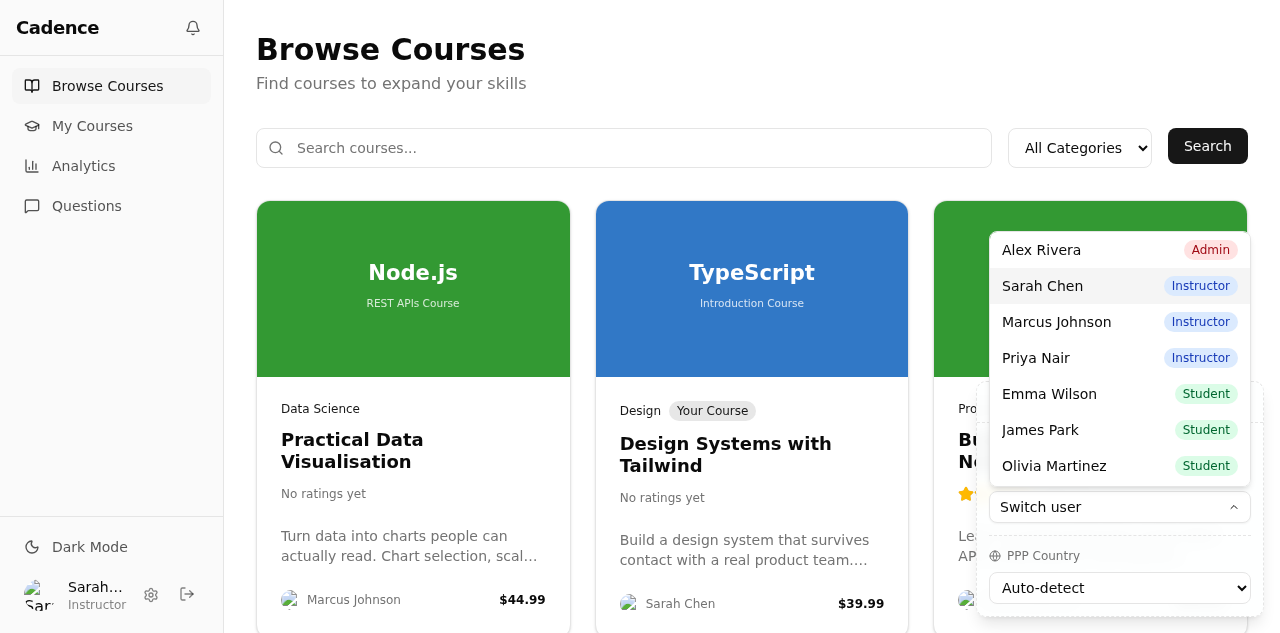 Cadence
Browse Courses
My Courses
Analytics
Questions
Dark Mode
Sarah...
Instructor
Browse Courses
Find courses to expand your skills
Search courses...
All Categories
Search
Node.js
REST APIs Course
Data Science
Practical Data
Visualisation
No ratings yet
Turn data into charts people can
actually read. Chart selection, scal...
Marcus Johnson
$44.99
TypeScript
Introduction Course
Design
Your Course
Design Systems with
Tailwind
No ratings yet
Build a design system that survives
contact with a real product team....
Sarah Chen
$39.99
Alex Rivera
Admin
Sarah Chen
Instructor
Marcus Johnson
Instructor
Priya Nair
Instructor
Emma Wilson
Student
James Park
Student
Olivia Martinez
Student
Switch user
PPP Country
Auto-detect